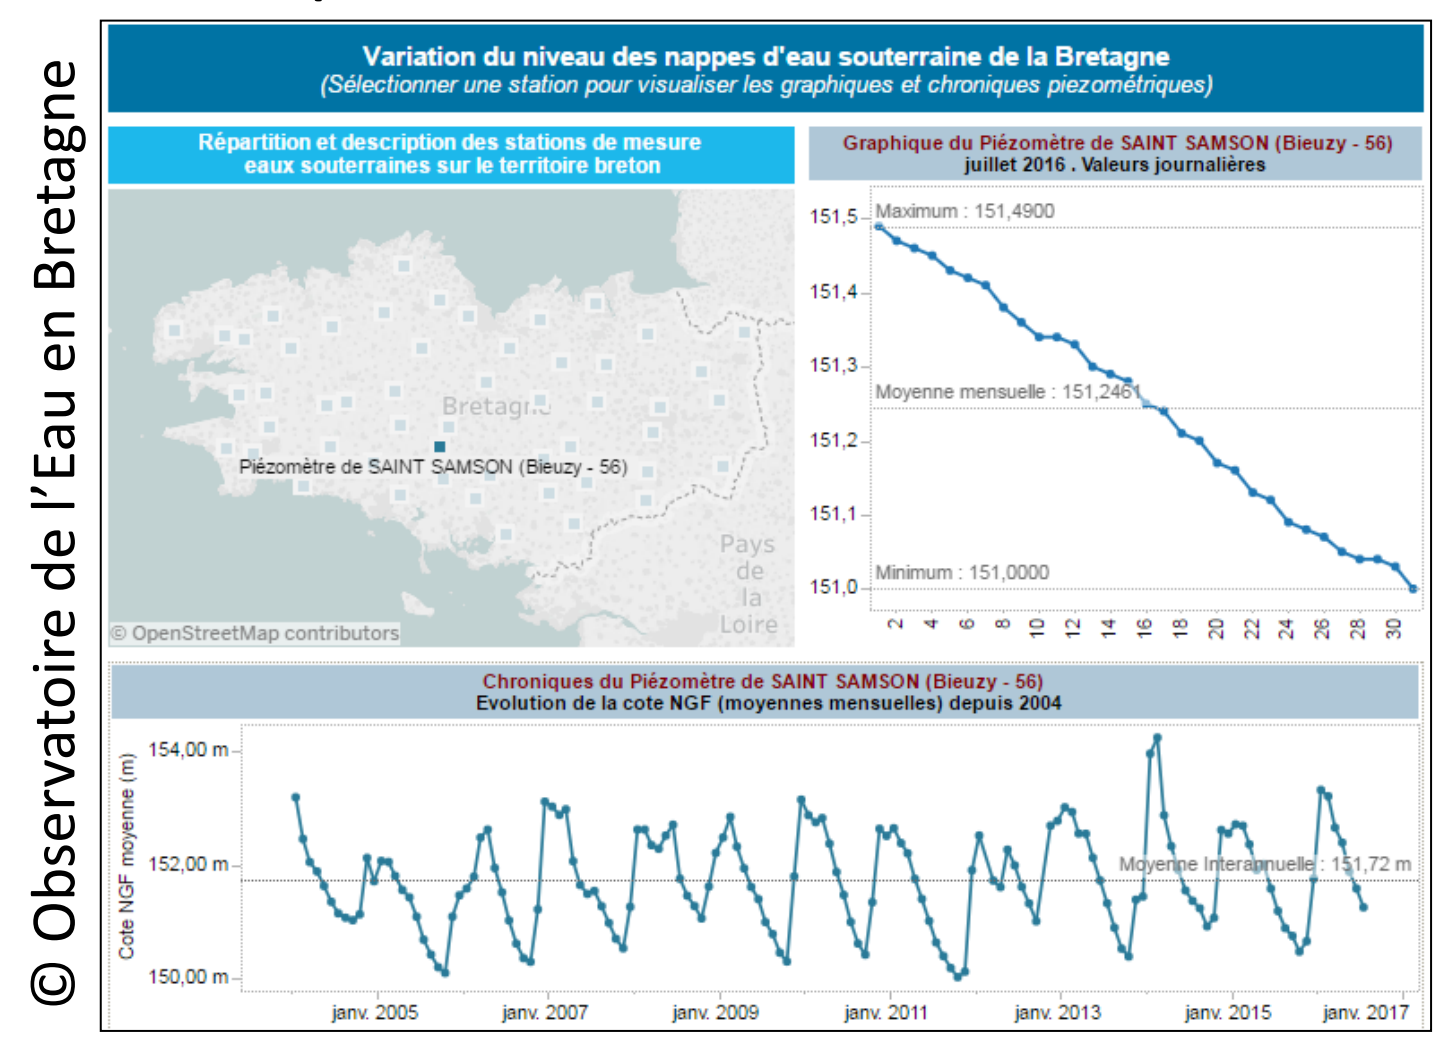 © Observatoire de l'Eau en Bretagne
Variation du niveau des nappes d'eau souterraine de la Bretagne
(Sélectionner une station pour visualiser les graphiques et chroniques piezométriques)
Répartition et description des stations de mesure
eaux souterraines sur le territoire breton
Bretagne
Piézomètre de SAINT SAMSON (Bieuzy - 56)
Pays
de
la
Loire
© OpenStreetMap contributors
Graphique du Piézomètre de SAINT SAMSON (Bieuzy - 56)
juillet 2016 . Valeurs journalières
151,5
Maximum : 151,4900
151,4
151,3
Moyenne mensuelle : 151,2461
151,2
151,1
Minimum : 151,0000
151,0
2 4 6 8 10 12 14 16 18 20 22 24 26 28 30
Chroniques du Piézomètre de SAINT SAMSON (Bieuzy - 56)
Evolution de la cote NGF (moyennes mensuelles) depuis 2004
Cote NGF moyenne (m)
154,00 m
152,00 m
Moyenne Interannuelle : 151,72 m
150,00 m
janv. 2005 janv. 2007 janv. 2009 janv. 2011 janv. 2013 janv. 2015 janv. 2017